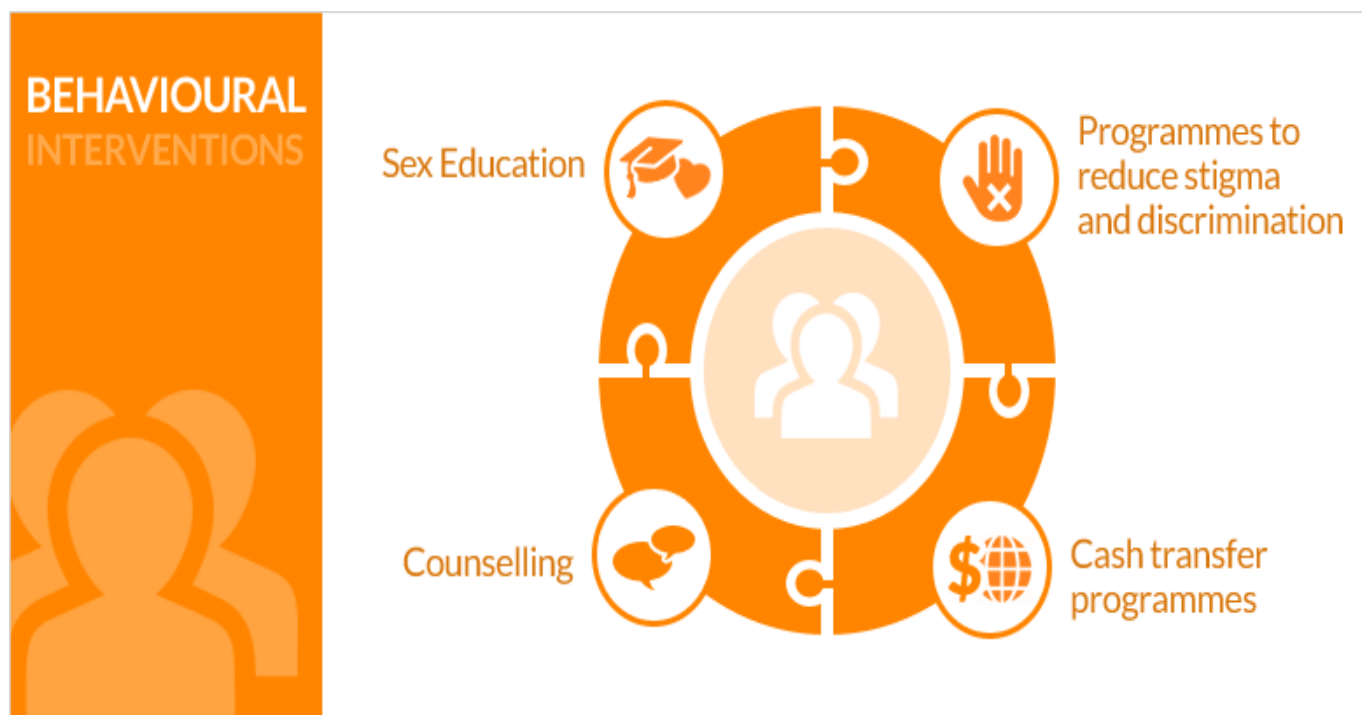 BEHAVIOURAL
INTERVENTIONS
Sex Education
Programmes to
reduce stigma
and discrimination
Counselling
$
Cash transfer
programmes